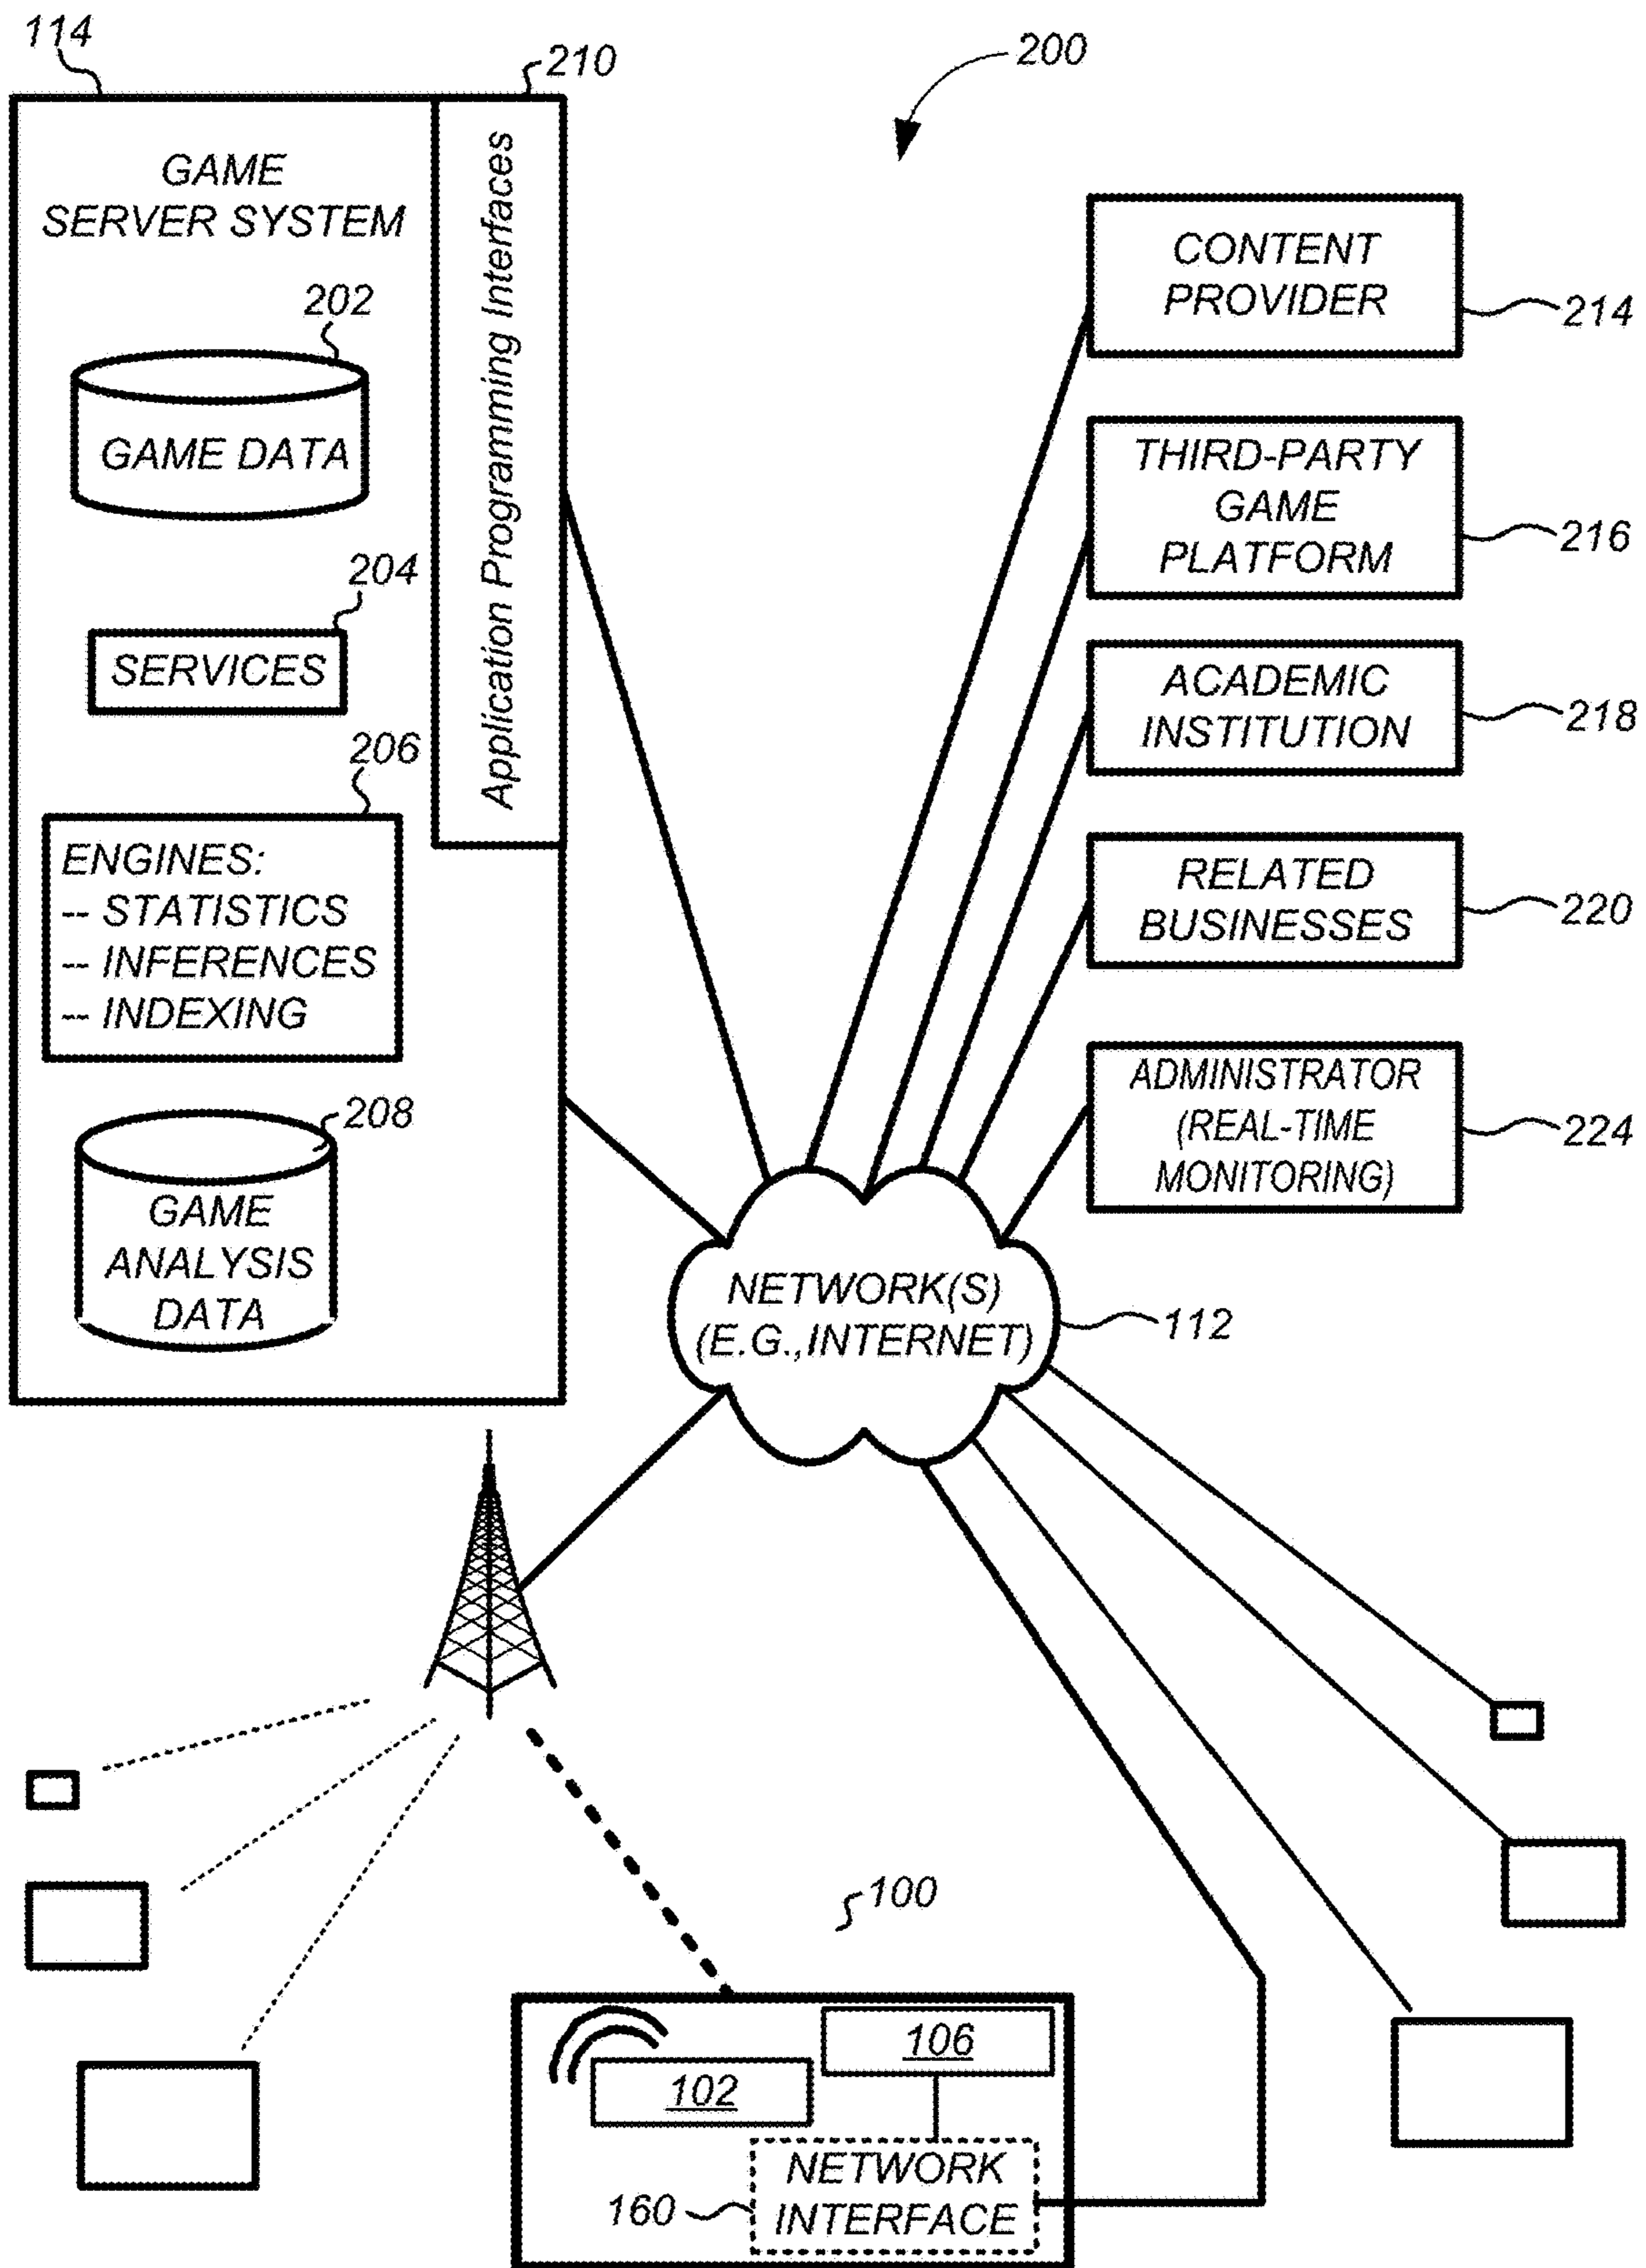 114
210
200
GAME
SERVER SYSTEM
Application Programming Interfaces
202
GAME DATA
204
SERVICES
206
ENGINES:
-- STATISTICS
-- INFERENCES
-- INDEXING
208
GAME
ANALYSIS
DATA
CONTENT
PROVIDER
214
THIRD-PARTY
GAME
PLATFORM
216
ACADEMIC
INSTITUTION
218
RELATED
BUSINESSES
220
ADMINISTRATOR
(REAL-TIME
MONITORING)
224
NETWORK(S)
(E.G.,INTERNET)
112
100
106
102
NETWORK
INTERFACE
160